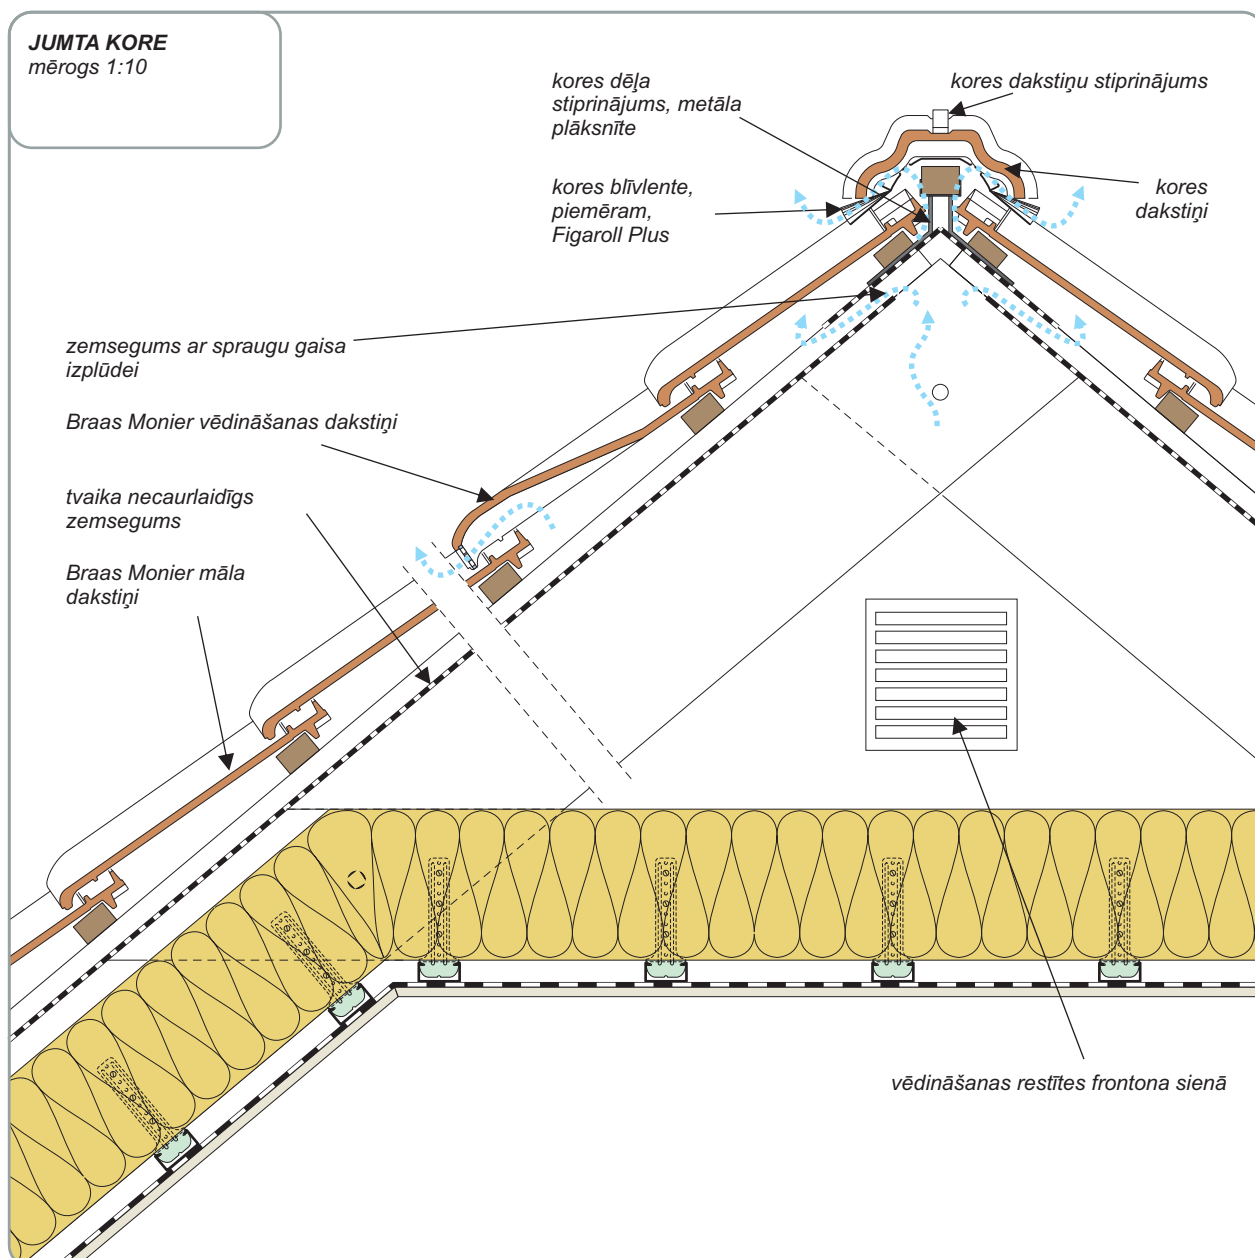 JUMTA KORE
mērogs 1:10
kores dēļa
stiprinājums, metāla
plāksnīte
kores dakstiņu stiprinājums
kores blīvlente,
piemēram,
Figaroll Plus
kores
dakstiņi
zemsegums ar spraugu gaisa
izplūdei
Braas Monier vēdināšanas dakstiņi
tvaika necaurlaidīgs
zemsegums
Braas Monier māla
dakstiņi
vēdināšanas restītes frontona sienā